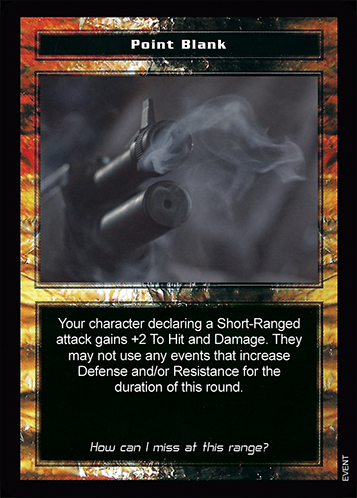 Point Blank
Your character declaring a Short-Ranged
attack gains +2 To Hit and Damage. They
may not use any events that increase
Defense and/or Resistance for the
duration of this round.
How can I miss at this range?
EVENT